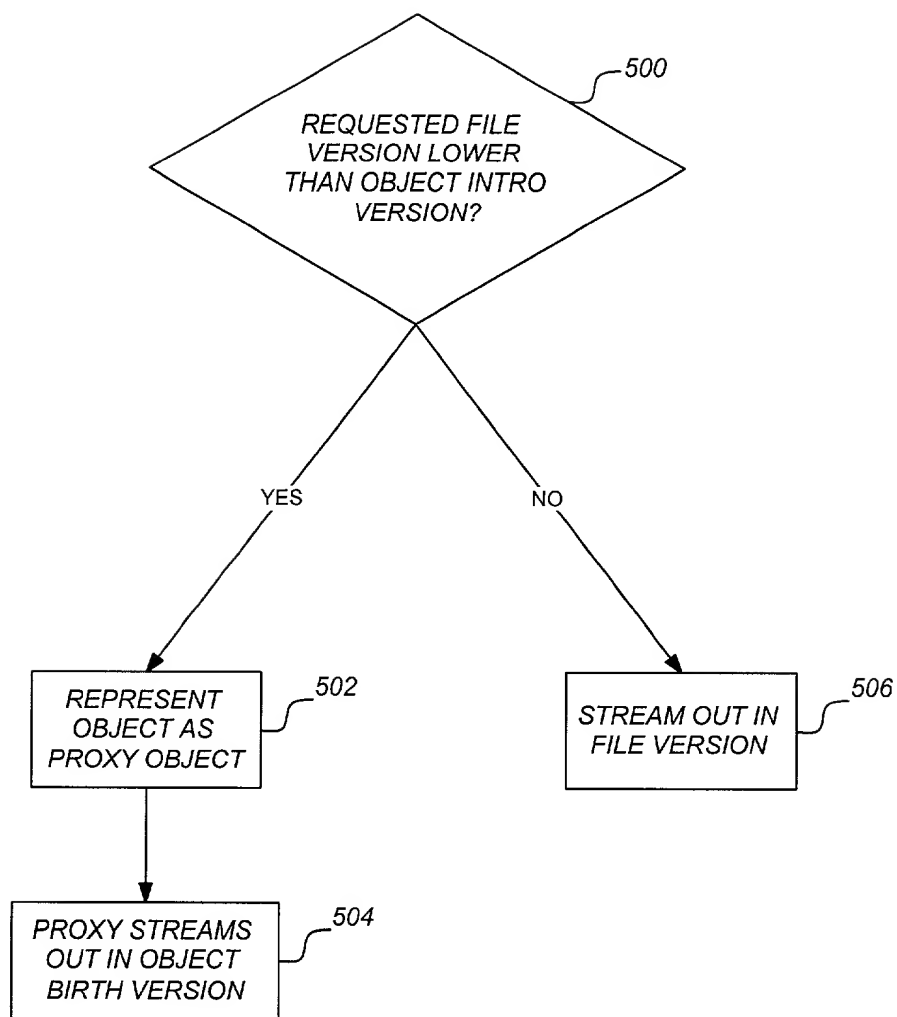 500
REQUESTED FILE
VERSION LOWER
THAN OBJECT INTRO
VERSION?
YES
NO
502
REPRESENT
OBJECT AS
PROXY OBJECT
506
STREAM OUT IN
FILE VERSION
504
PROXY STREAMS
OUT IN OBJECT
BIRTH VERSION